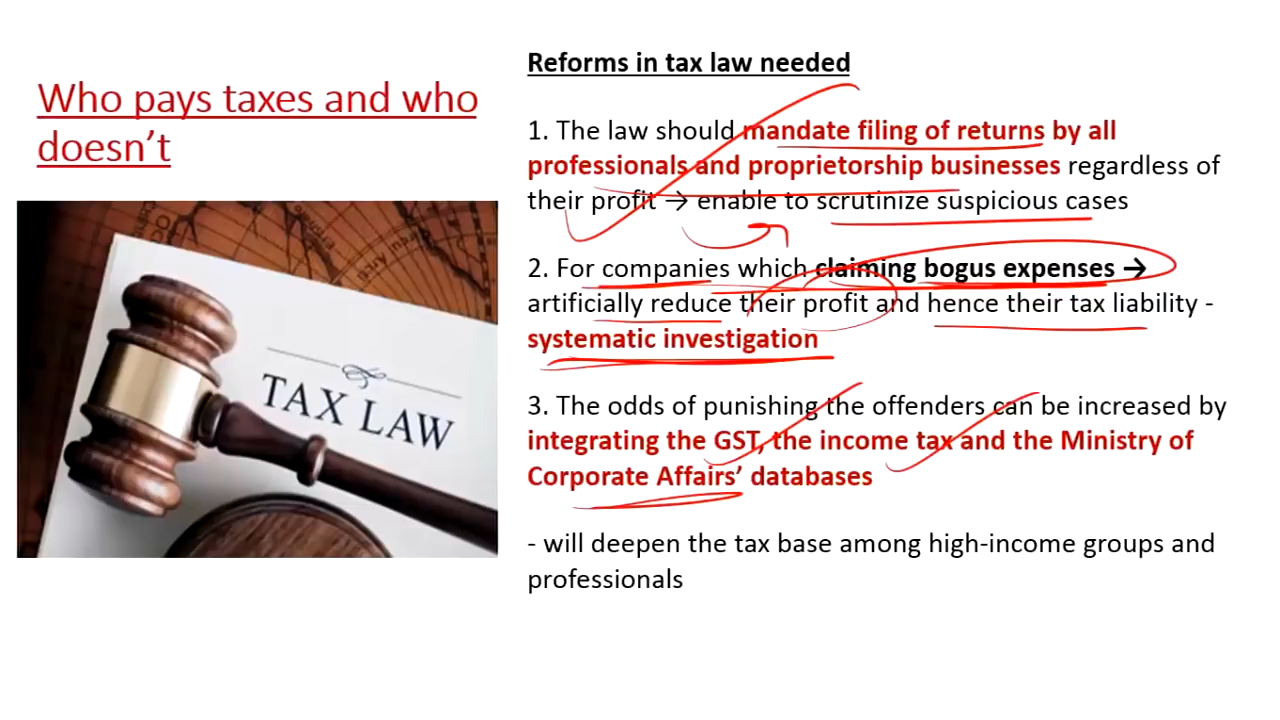 Who pays taxes and who
doesn't
Reforms in tax law needed
1. The law should mandate filing of returns by all
professionals and proprietorship businesses regardless of
their profit → enable to scrutinize suspicious cases
2. For companies which claiming bogus expenses →
artificially reduce their profit and hence their tax liability -
systematic investigation
3. The odds of punishing the offenders can be increased by
integrating the GST, the income tax and the Ministry of
Corporate Affairs' databases
- will deepen the tax base among high-income groups and
professionals
TAX LAW